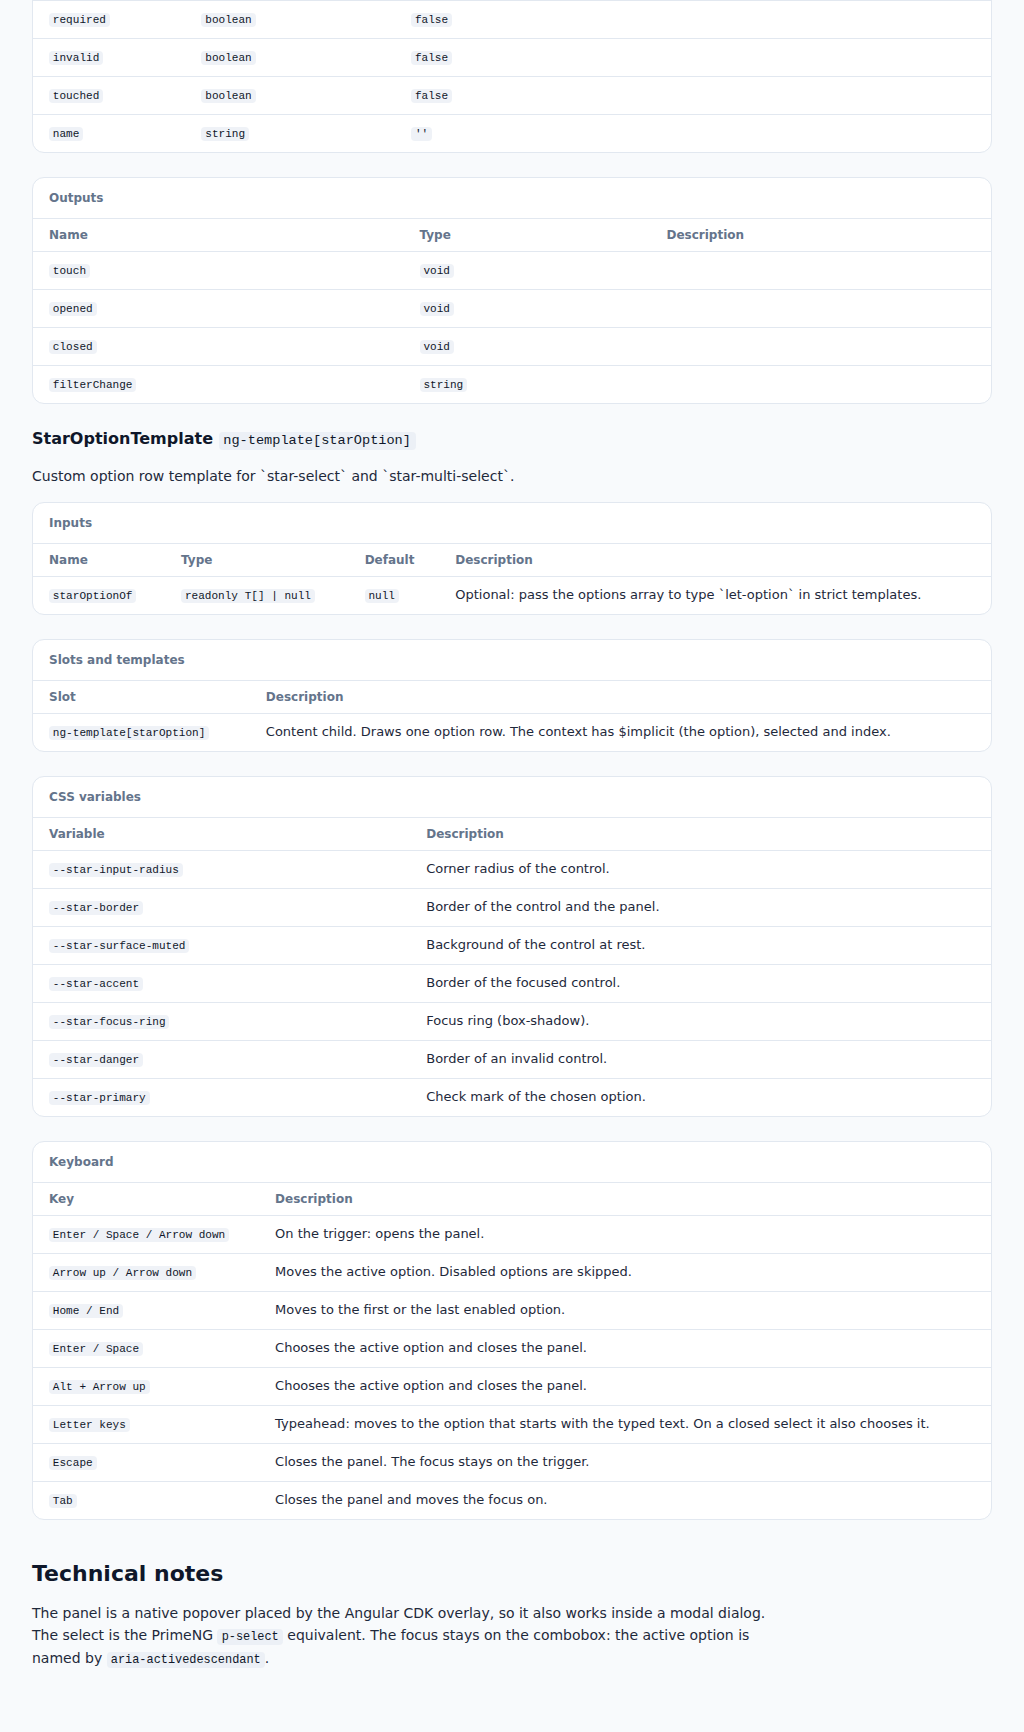 required boolean false
invalid boolean false
touched boolean false
name string ''
Outputs
Name Type Description
touch void
opened void
closed void
filterChange string
StarOptionTemplate ng-template[starOption]
Custom option row template for `star-select` and `star-multi-select`.
Inputs
Name Type Default Description
starOptionOf readonly T[] | null null Optional: pass the options array to type `let-option` in strict templates.
Slots and templates
Slot Description
ng-template[starOption] Content child. Draws one option row. The context has $implicit (the option), selected and index.
CSS variables
Variable Description
--star-input-radius Corner radius of the control.
--star-border Border of the control and the panel.
--star-surface-muted Background of the control at rest.
--star-accent Border of the focused control.
--star-focus-ring Focus ring (box-shadow).
--star-danger Border of an invalid control.
--star-primary Check mark of the chosen option.
Keyboard
Key Description
Enter / Space / Arrow down On the trigger: opens the panel.
Arrow up / Arrow down Moves the active option. Disabled options are skipped.
Home / End Moves to the first or the last enabled option.
Enter / Space Chooses the active option and closes the panel.
Alt + Arrow up Chooses the active option and closes the panel.
Letter keys Typeahead: moves to the option that starts with the typed text. On a closed select it also chooses it.
Escape Closes the panel. The focus stays on the trigger.
Tab Closes the panel and moves the focus on.
Technical notes
The panel is a native popover placed by the Angular CDK overlay, so it also works inside a modal dialog.
The select is the PrimeNG p-select equivalent. The focus stays on the combobox: the active option is
named by aria-activedescendant.